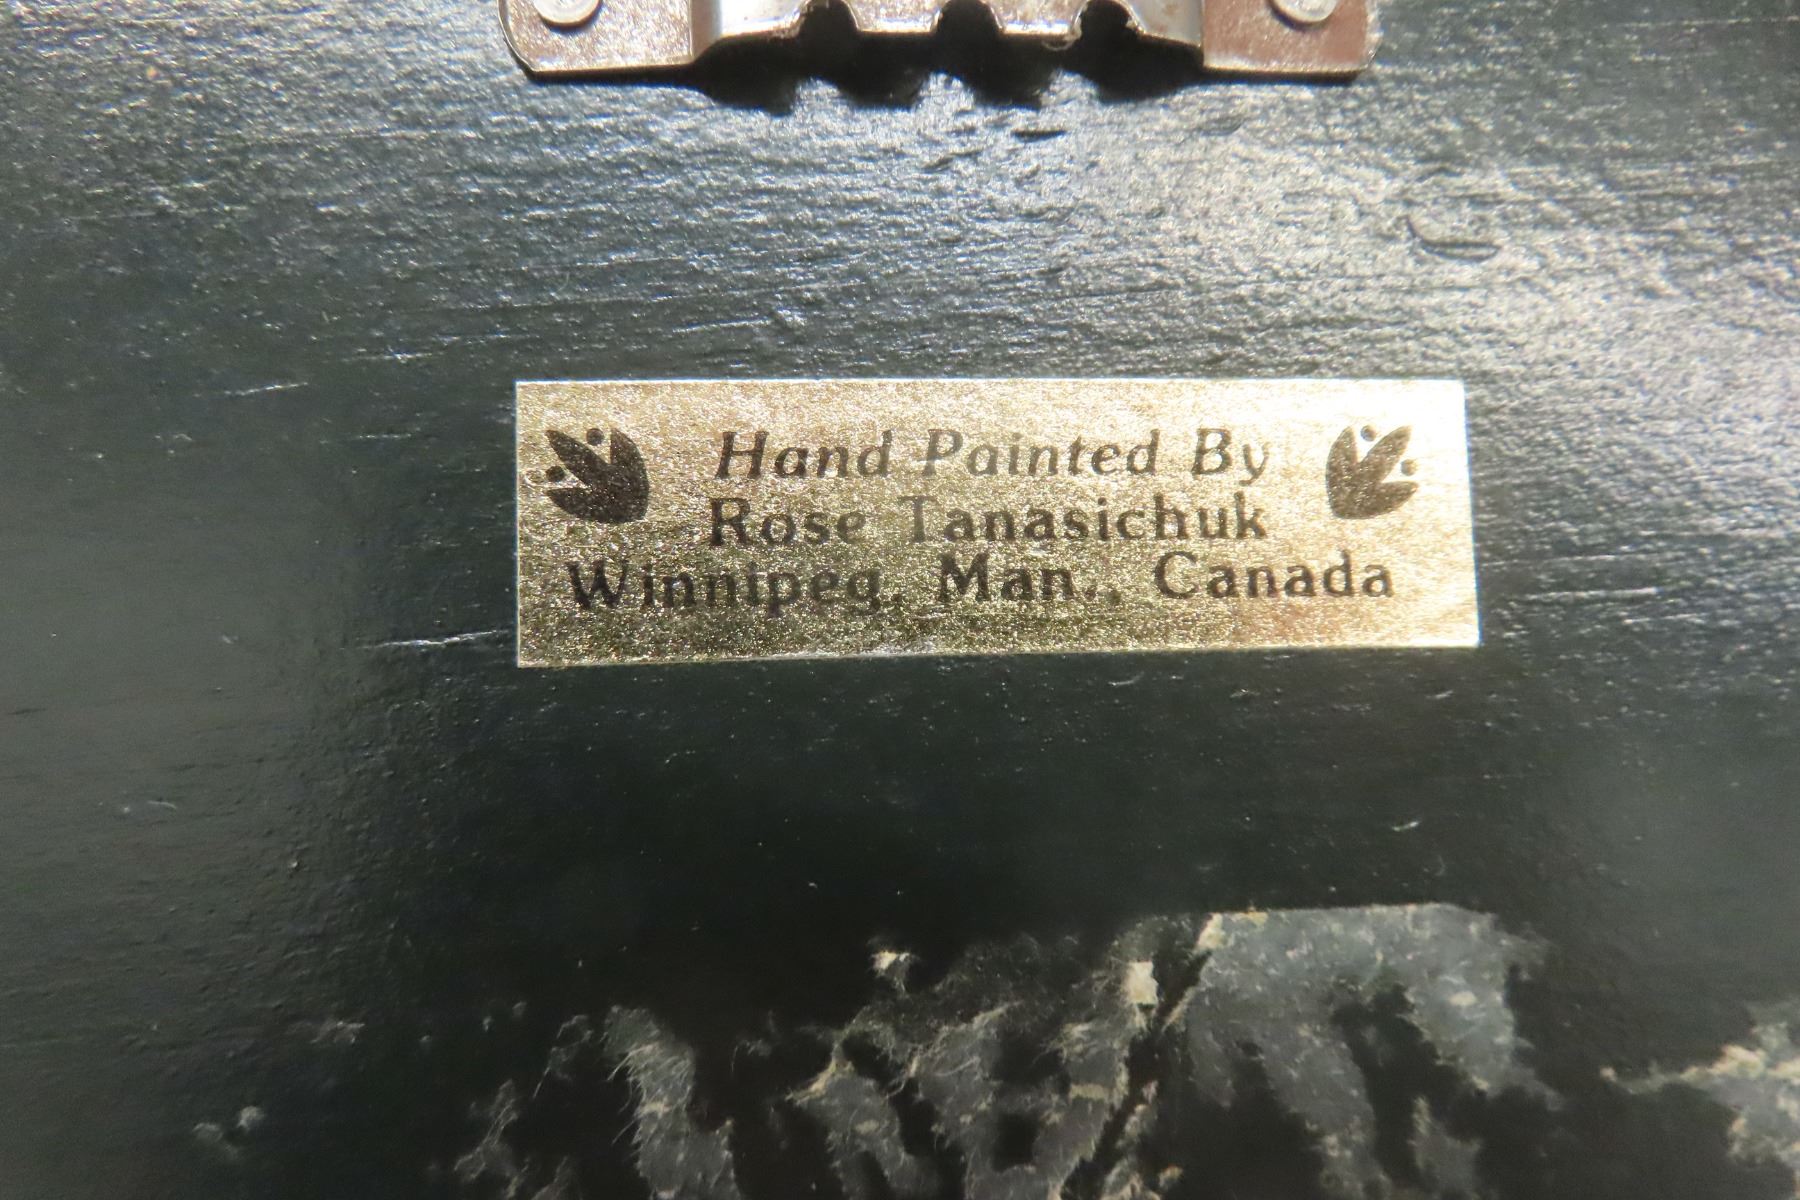 Hand Painted By
Rose Tanasichuk
Winnipeg, Man., Canada